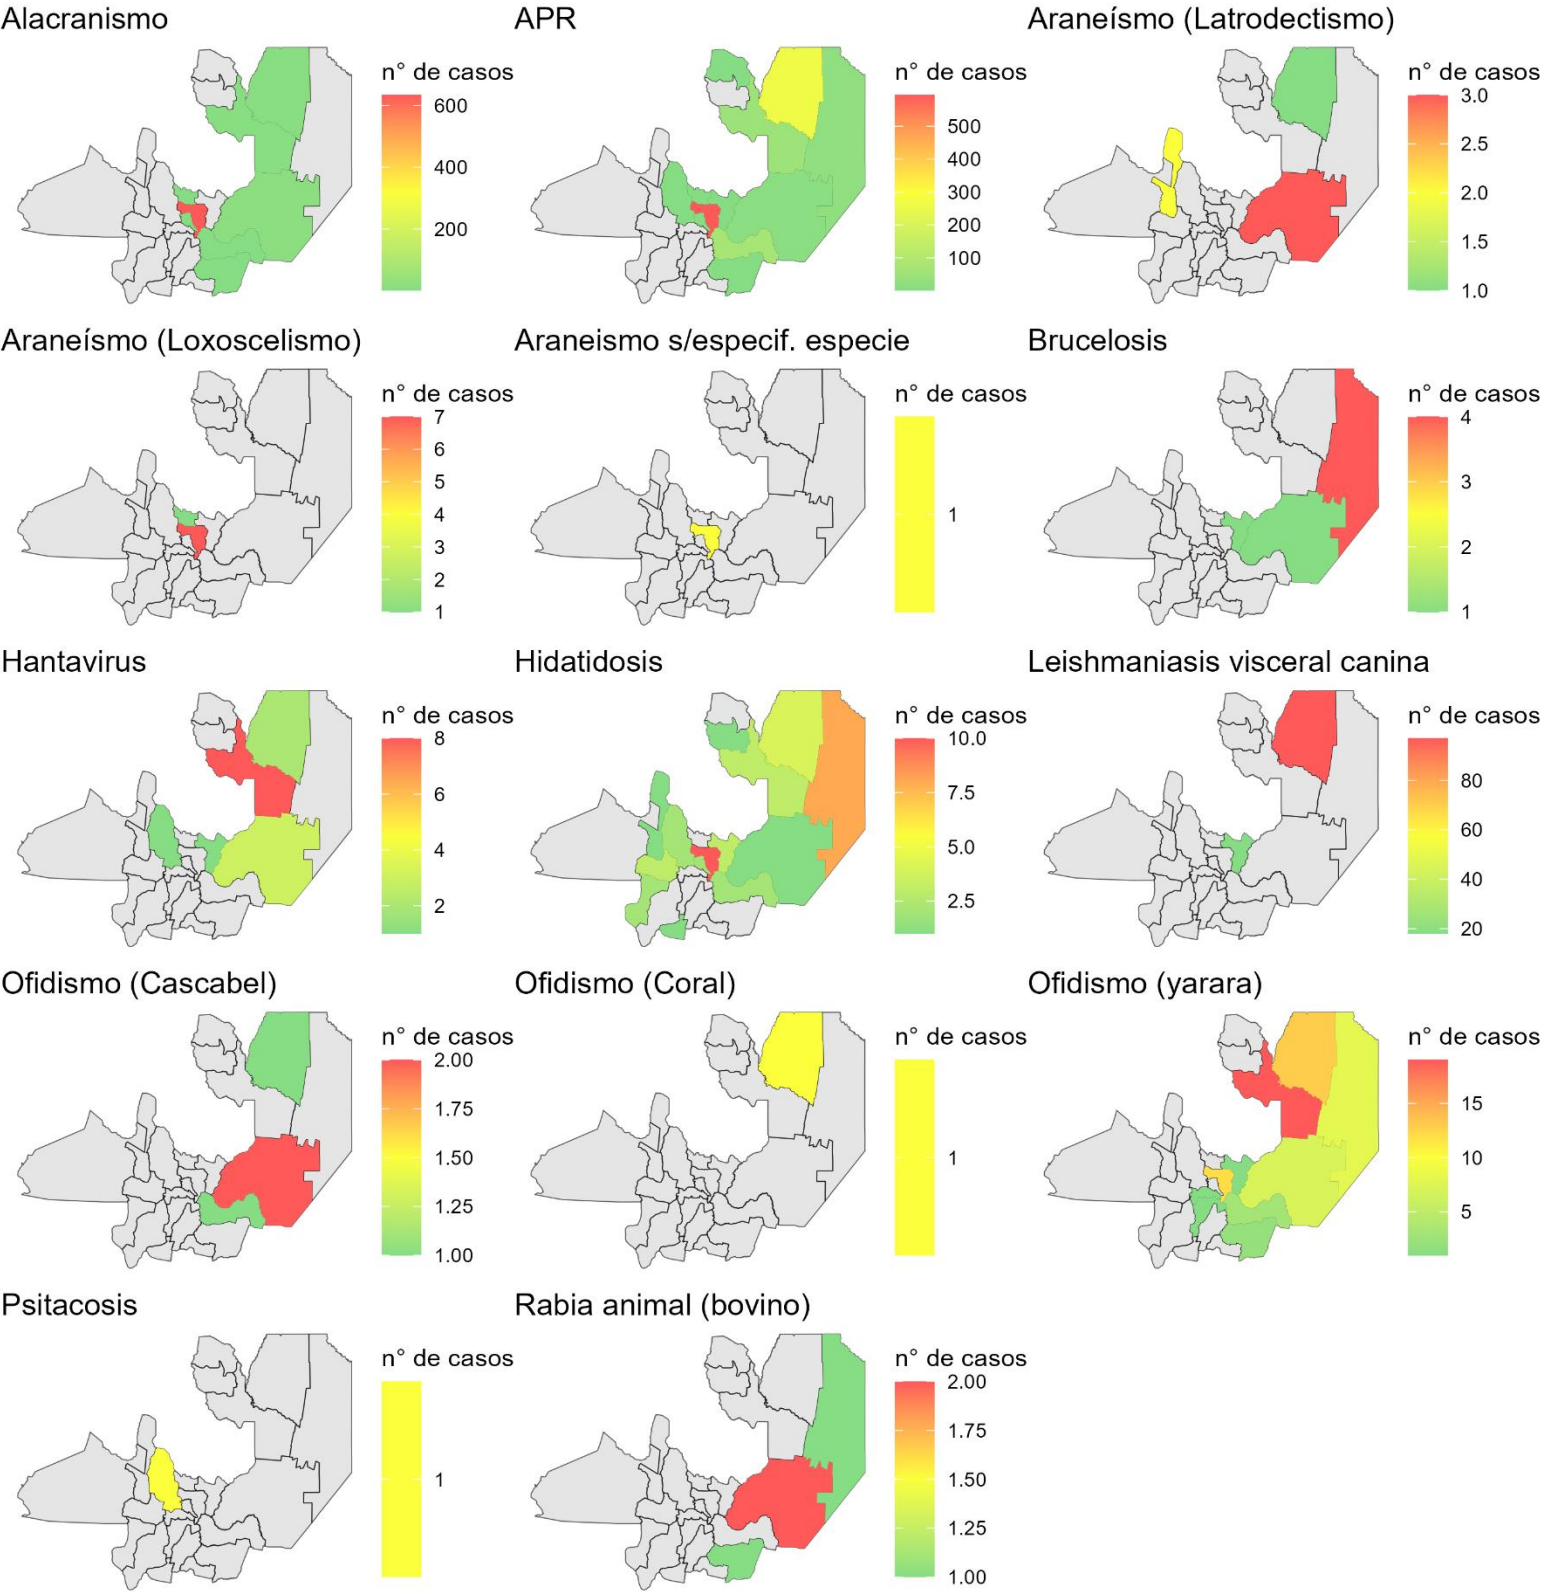 Alacranismo
n° de casos
600
400
200
APR
n° de casos
500
400
300
200
100
Araneísmo (Latrodectismo)
n° de casos
3.0
2.5
2.0
1.5
1.0
Araneísmo (Loxoscelismo)
n° de casos
7
6
5
4
3
2
1
Araneismo s/especif. especie
n° de casos
1
Brucelosis
n° de casos
4
3
2
1
Hantavirus
n° de casos
8
6
4
2
Hidatidosis
n° de casos
10.0
7.5
5.0
2.5
Leishmaniasis visceral canina
n° de casos
80
60
40
20
Ofidismo (Cascabel)
n° de casos
2.00
1.75
1.50
1.25
1.00
Ofidismo (Coral)
n° de casos
1
Ofidismo (yarara)
n° de casos
15
10
5
Psitacosis
n° de casos
1
Rabia animal (bovino)
n° de casos
2.00
1.75
1.50
1.25
1.00